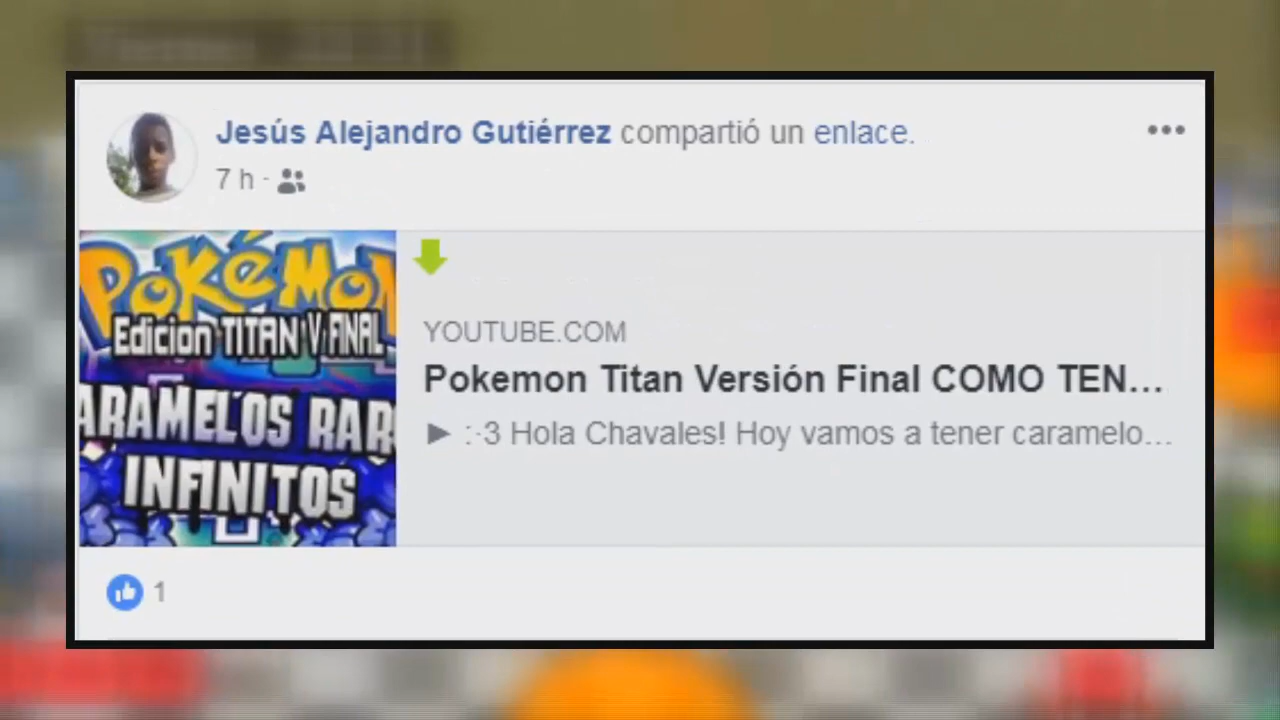 Jesús Alejandro Gutiérrez compartió un enlace.
7 h ·
POKÉMON
Edicion TITAN V FINAL
ARAMELOS RAR
INFINITOS
YOUTUBE.COM
Pokemon Titan Versión Final COMO TEN...
► :·3 Hola Chavales! Hoy vamos a tener caramelo...
1